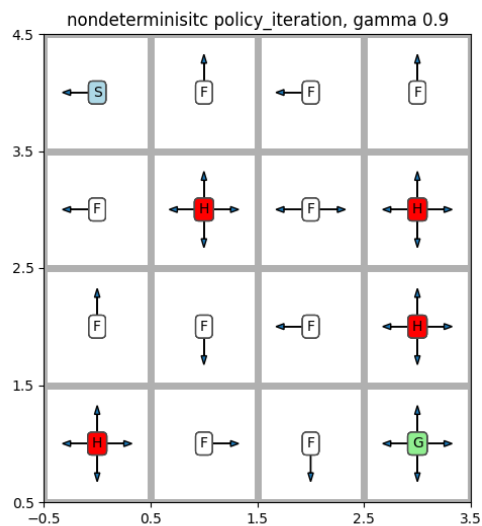 nondeterminisitc policy_iteration, gamma 0.9
4.5
S F F F
3.5
F H F H
2.5
F F F H
1.5
H F F G
0.5
−0.5 0.5 1.5 2.5 3.5